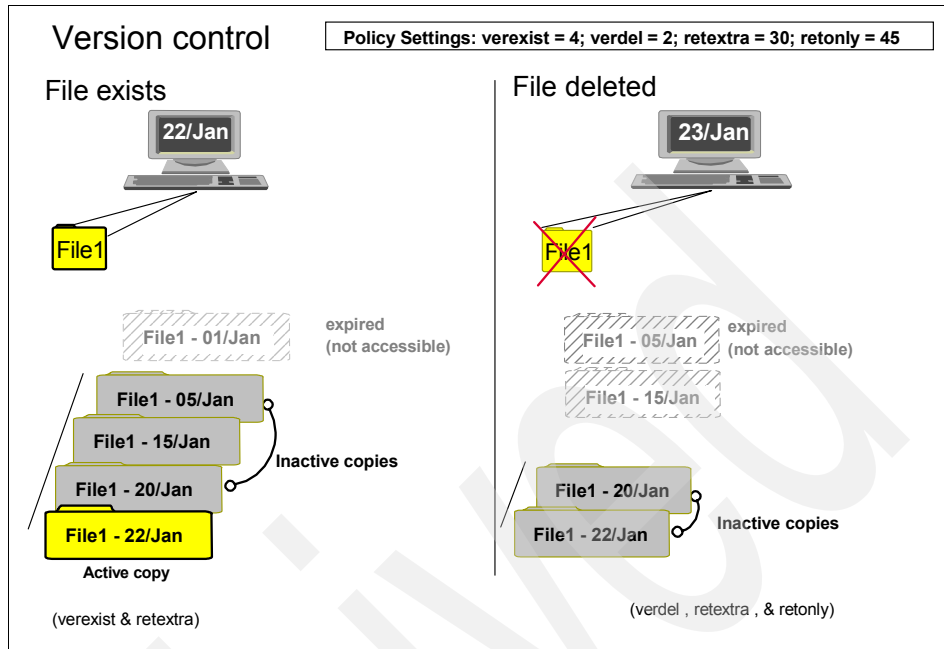 Version control
Policy Settings: verexist = 4; verdel = 2; retextra = 30; retonly = 45
File exists
22/Jan
File1
File1 - 01/Jan
expired
(not accessible)
File1 - 05/Jan
File1 - 15/Jan
File1 - 20/Jan
File1 - 22/Jan
Inactive copies
Active copy
(verexist & retextra)
File deleted
23/Jan
File1
File1 - 05/Jan
expired
(not accessible)
File1 - 15/Jan
File1 - 20/Jan
File1 - 22/Jan
Inactive copies
(verdel , retextra , & retonly)